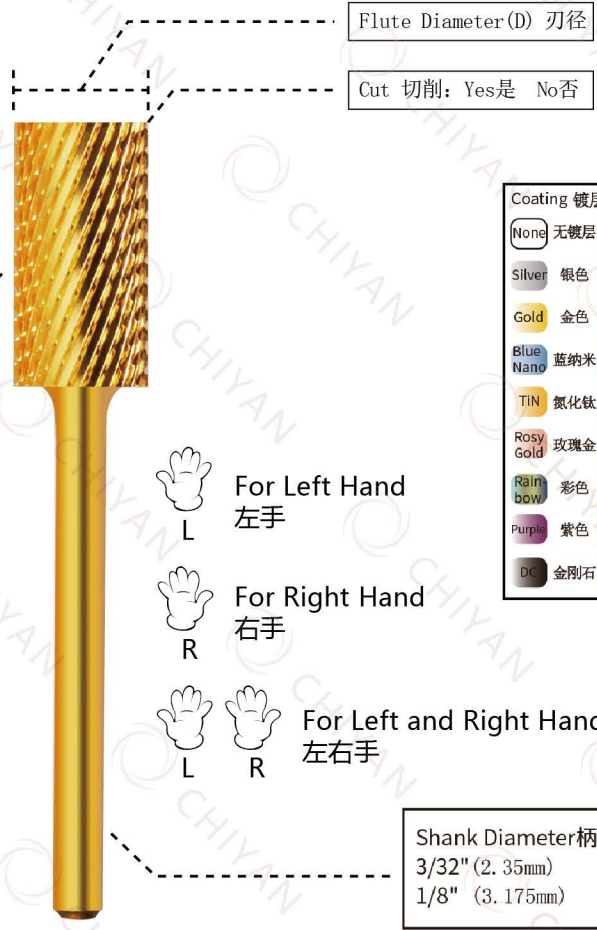 Flute Diameter(D) 刃径
Cut 切削: Yes是 No否
Coating 镀层
None 无镀层
Silver 银色
Gold 金色
Blue Nano 蓝纳米
TiN 氮化钛
Rosy Gold 玫瑰金
Rain-bow 彩色
Purple 紫色
DC 金刚石
For Left Hand
左手
L
For Right Hand
右手
R
For Left and Right Hand
左右手
L R
Shank Diameter柄
3/32" (2.35mm)
1/8" (3.175mm)
CHIYAN